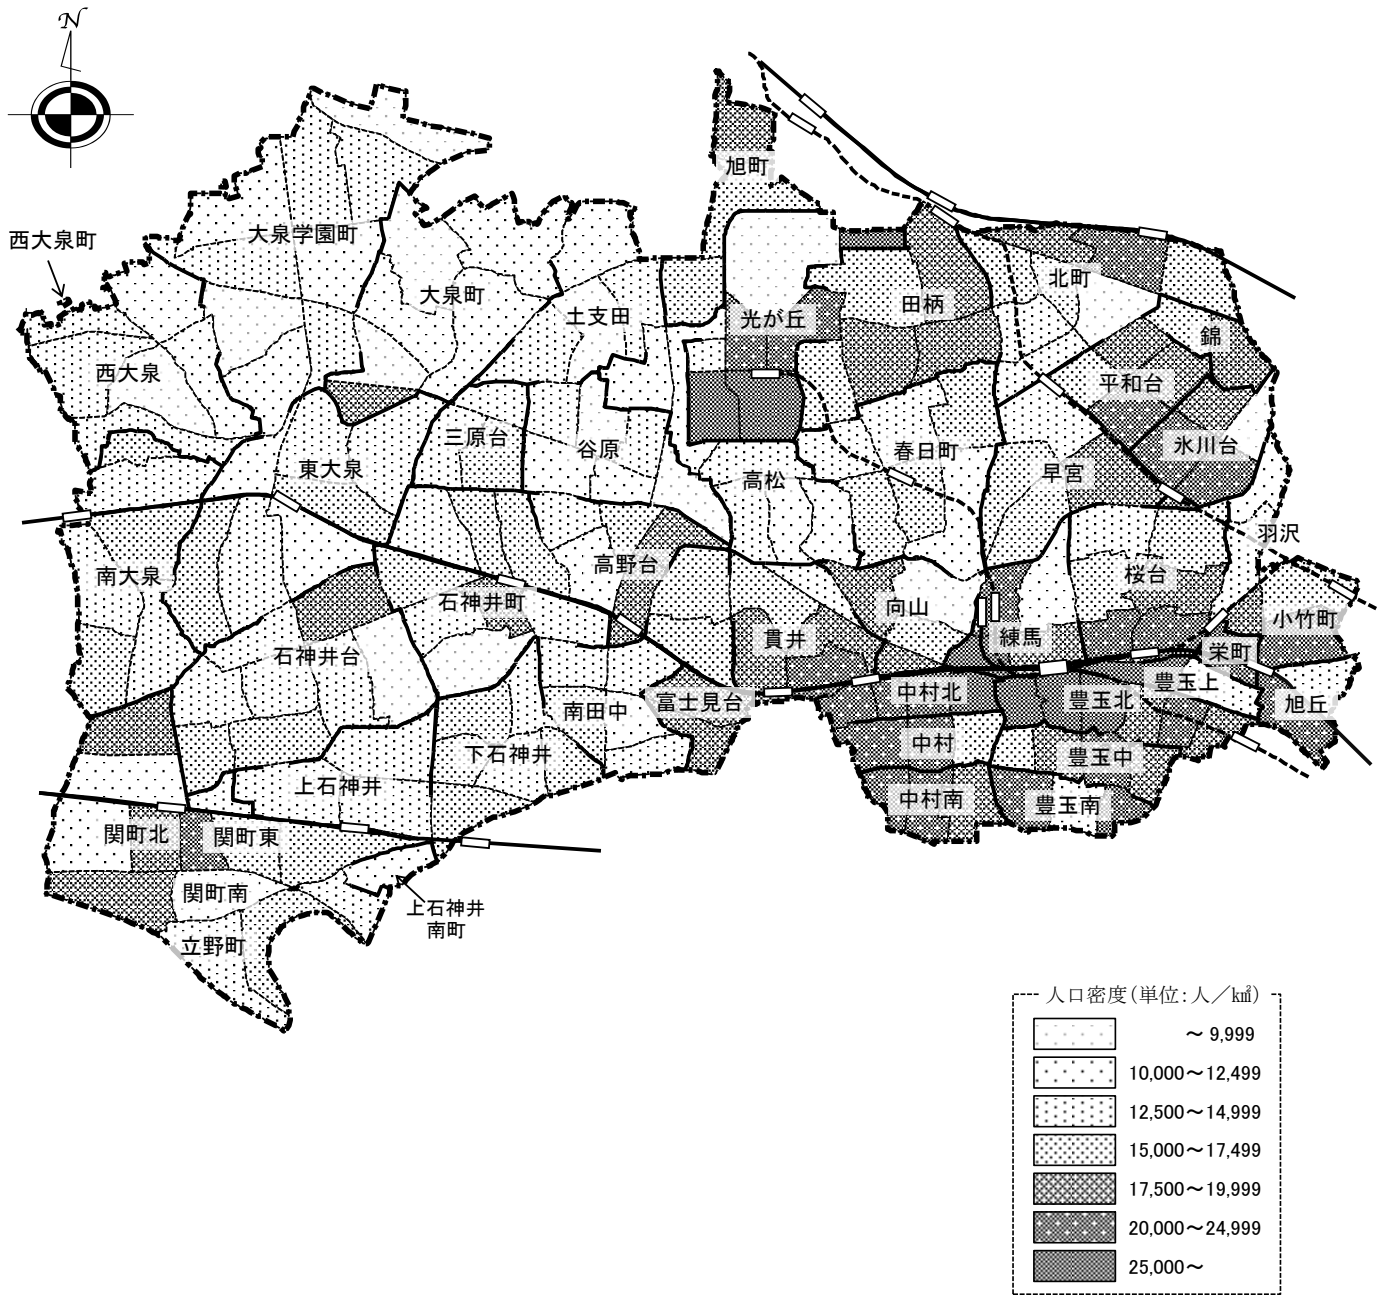 N
旭町
西大泉町
大泉学園町
大泉町
土支田
光が丘
田柄
北町
錦
西大泉
平和台
三原台
谷原
東大泉
高松
春日町
早宮
氷川台
羽沢
南大泉
高野台
石神井町
向山
桜台
小竹町
貫井
練馬
栄町
石神井台
富士見台
中村北
豊玉北
豊玉上
旭丘
南田中
下石神井
中村
豊玉中
上石神井
中村南
豊玉南
関町北
関町東
関町南
上石神井
南町
立野町
人口密度(単位:人/k㎡)
～9,999
10,000～12,499
12,500～14,999
15,000～17,499
17,500～19,999
20,000～24,999
25,000～